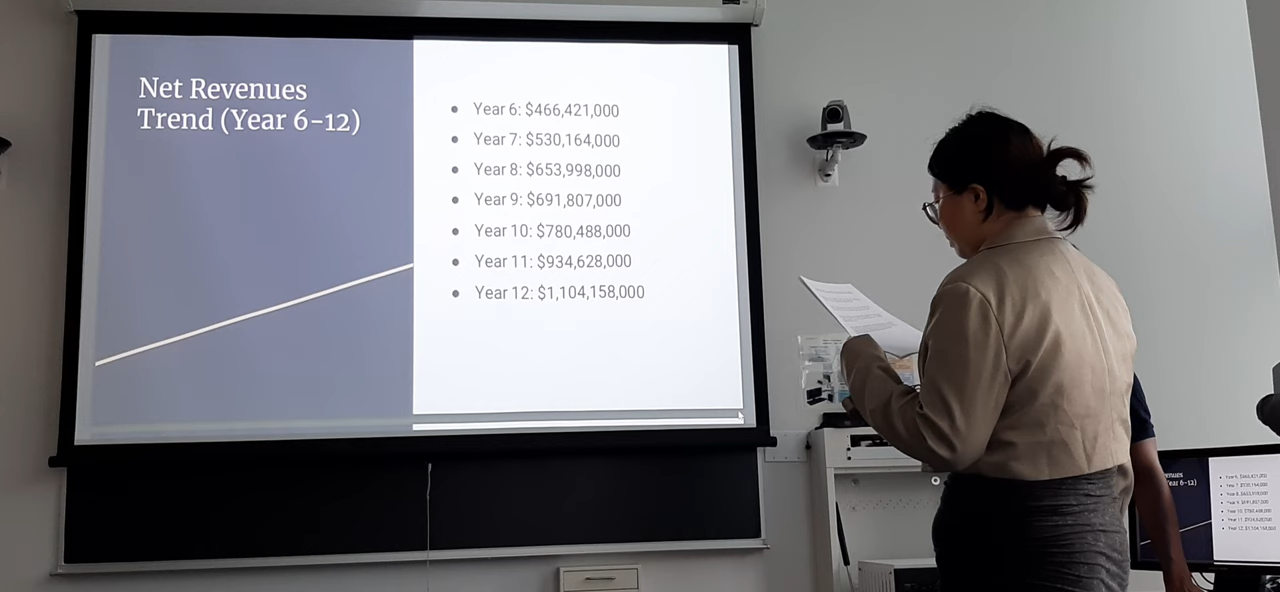 Net Revenues
Trend (Year 6-12)
Year 6: $466,421,000
Year 7: $530,164,000
Year 8: $653,998,000
Year 9: $691,807,000
Year 10: $780,488,000
Year 11: $934,628,000
Year 12: $1,104,158,000